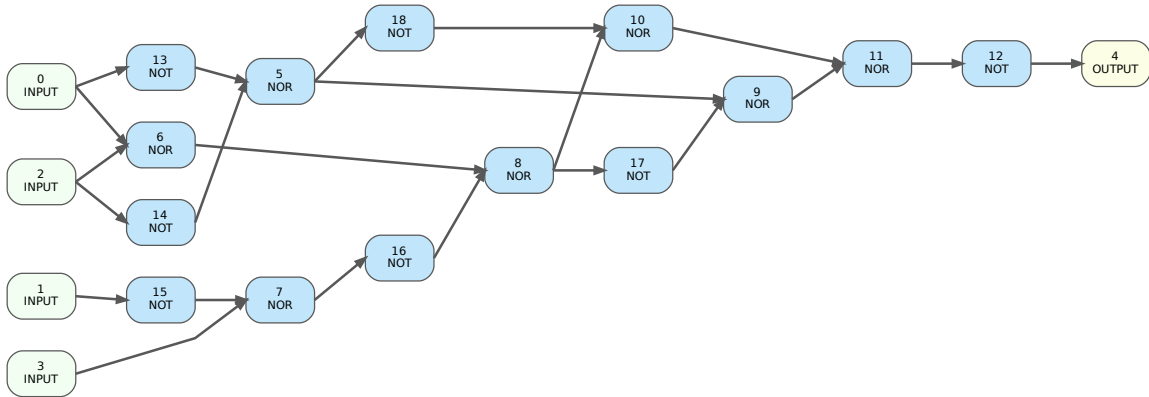 0
INPUT
2
INPUT
1
INPUT
3
INPUT
13
NOT
6
NOR
14
NOT
15
NOT
5
NOR
7
NOR
18
NOT
16
NOT
8
NOR
10
NOR
17
NOT
9
NOR
11
NOR
12
NOT
4
OUTPUT